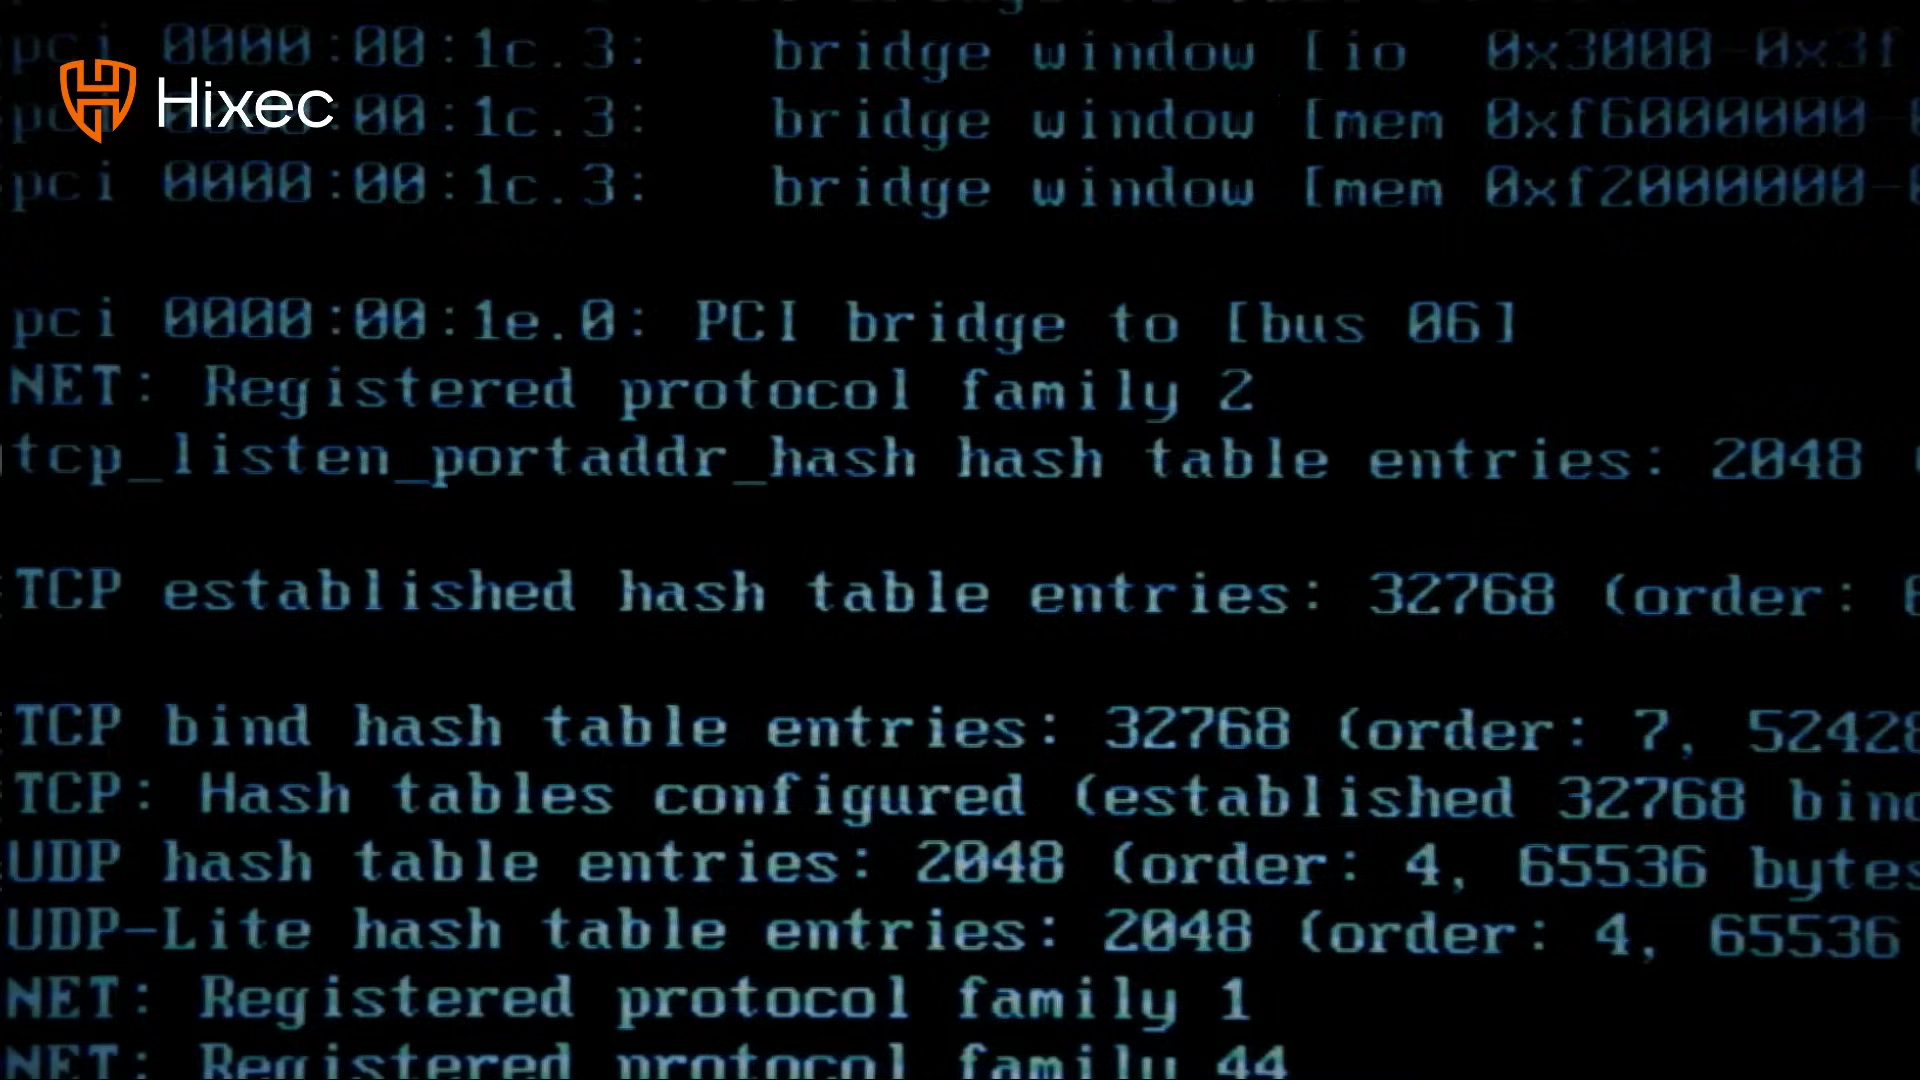 pci 0000:00:1c.3: bridge window [io 0x3000-0x3f
Hixec
pci 0000:00:1c.3: bridge window [mem 0xf6000000-
pci 0000:00:1c.3: bridge window [mem 0xf2000000-
pci 0000:00:1e.0: PCI bridge to [bus 06]
NET: Registered protocol family 2
tcp_listen_portaddr_hash hash table entries: 2048
TCP established hash table entries: 32768 (order:
TCP bind hash table entries: 32768 (order: 7, 52428
TCP: Hash tables configured (established 32768 bind
UDP hash table entries: 2048 (order: 4, 65536 bytes
UDP-Lite hash table entries: 2048 (order: 4, 65536
NET: Registered protocol family 1
NET: Registered protocol family 44